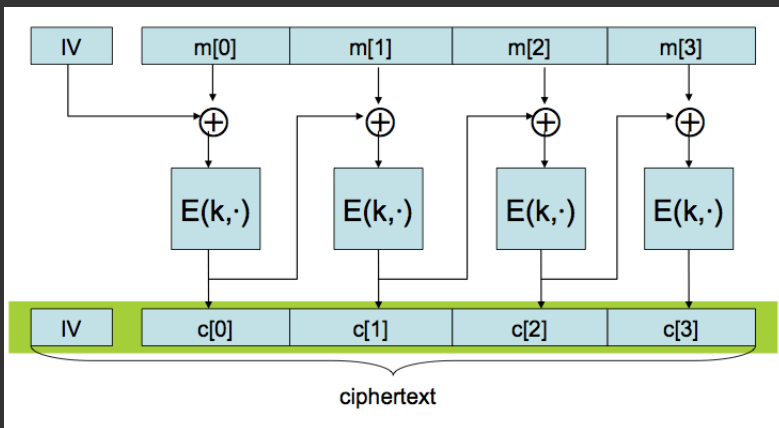 IV m[0] m[1] m[2] m[3]
⊕ ⊕ ⊕ ⊕
E(k,·) E(k,·) E(k,·) E(k,·)
IV c[0] c[1] c[2] c[3]
ciphertext